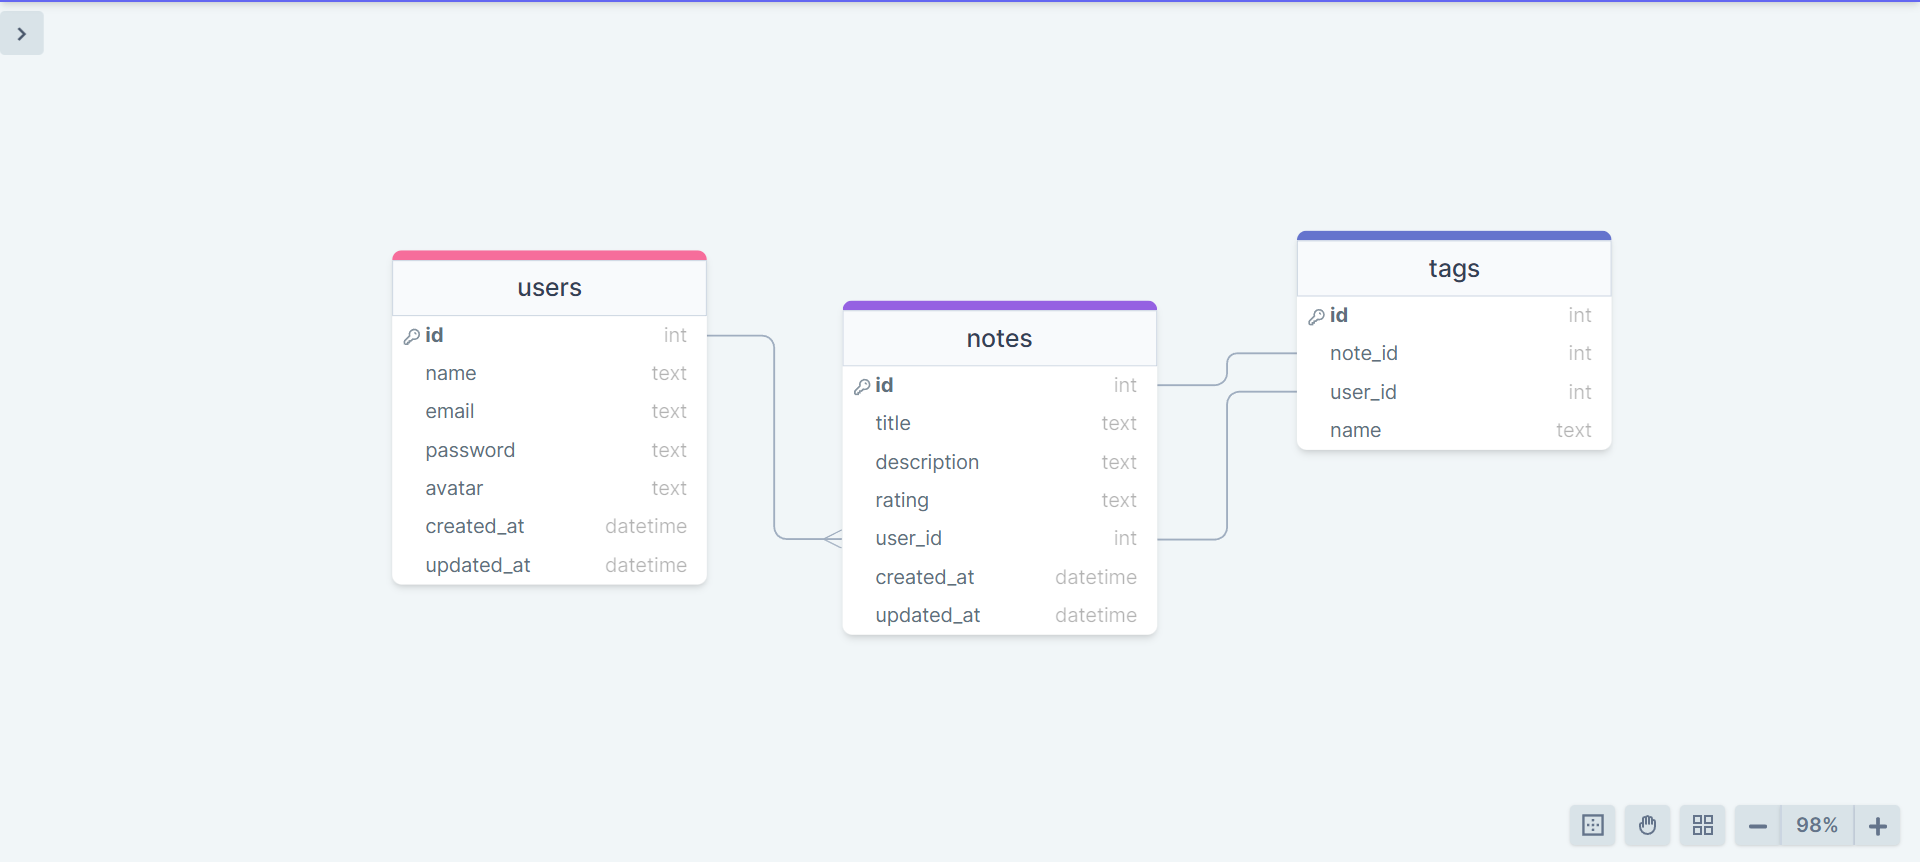 users
id int
name text
email text
password text
avatar text
created_at datetime
updated_at datetime
notes
id int
title text
description text
rating text
user_id int
created_at datetime
updated_at datetime
tags
id int
note_id int
user_id int
name text
98%